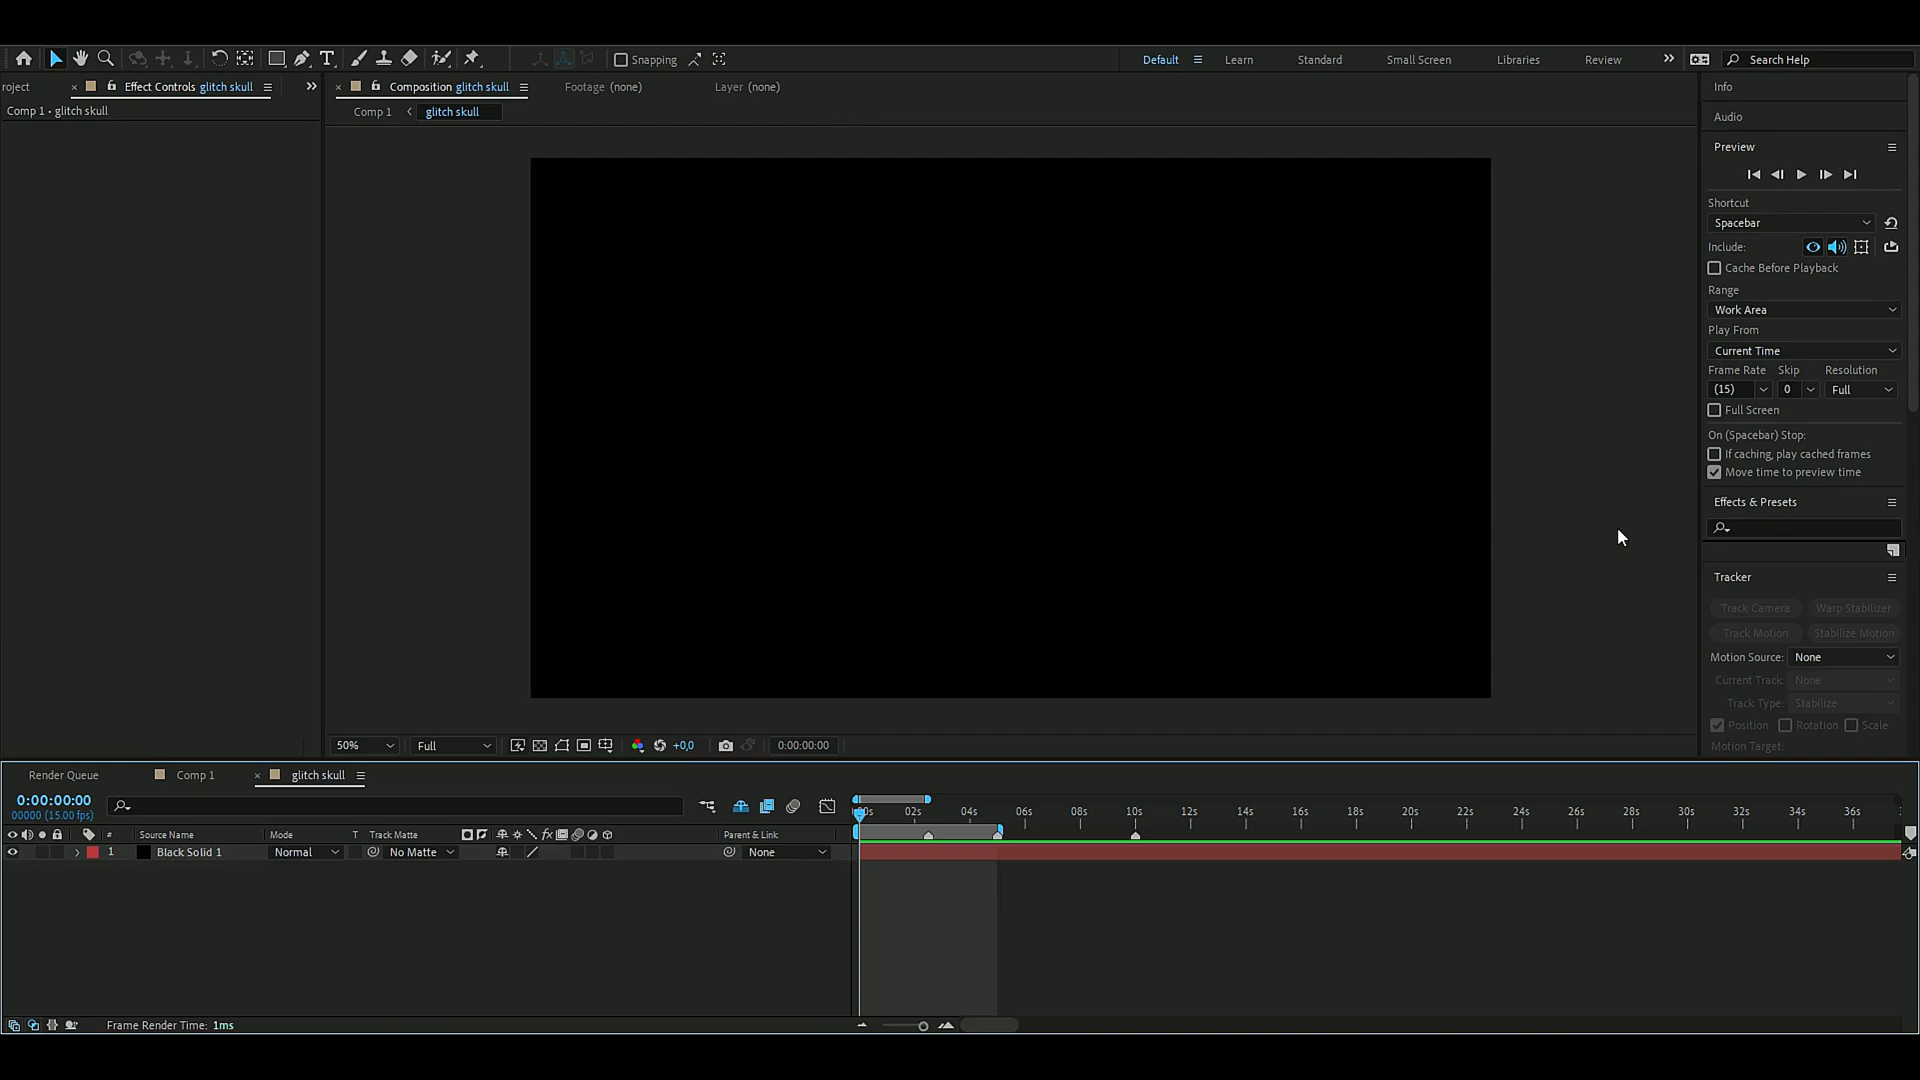 Snapping
Default
Learn
Standard
Small Screen
Libraries
Review
Search Help
roject
Effect Controls glitch skull
Composition glitch skull
Footage (none)
Layer (none)
Info
Comp 1 • glitch skull
Comp 1
glitch skull
Audio
Preview
Shortcut
Spacebar
Include:
Cache Before Playback
Range
Work Area
Play From
Current Time
Frame Rate Skip Resolution
(15) 0 Full
Full Screen
On (Spacebar) Stop:
If caching, play cached frames
Move time to preview time
Effects & Presets
Tracker
Track Camera Warp Stabilizer
Track Motion Stabilize Motion
Motion Source: None
Current Track: None
Track Type: Stabilize
Position Rotation Scale
Motion Target:
50% Full +0,0 0:00:00:00
Render Queue Comp 1 glitch skull
0:00:00:00
00000 (15.00 fps)
00s 02s 04s 06s 08s 10s 12s 14s 16s 18s 20s 22s 24s 26s 28s 30s 32s 34s 36s
# Source Name Mode T Track Matte fx Parent & Link
1 Black Solid 1 Normal No Matte None
Frame Render Time: 1ms